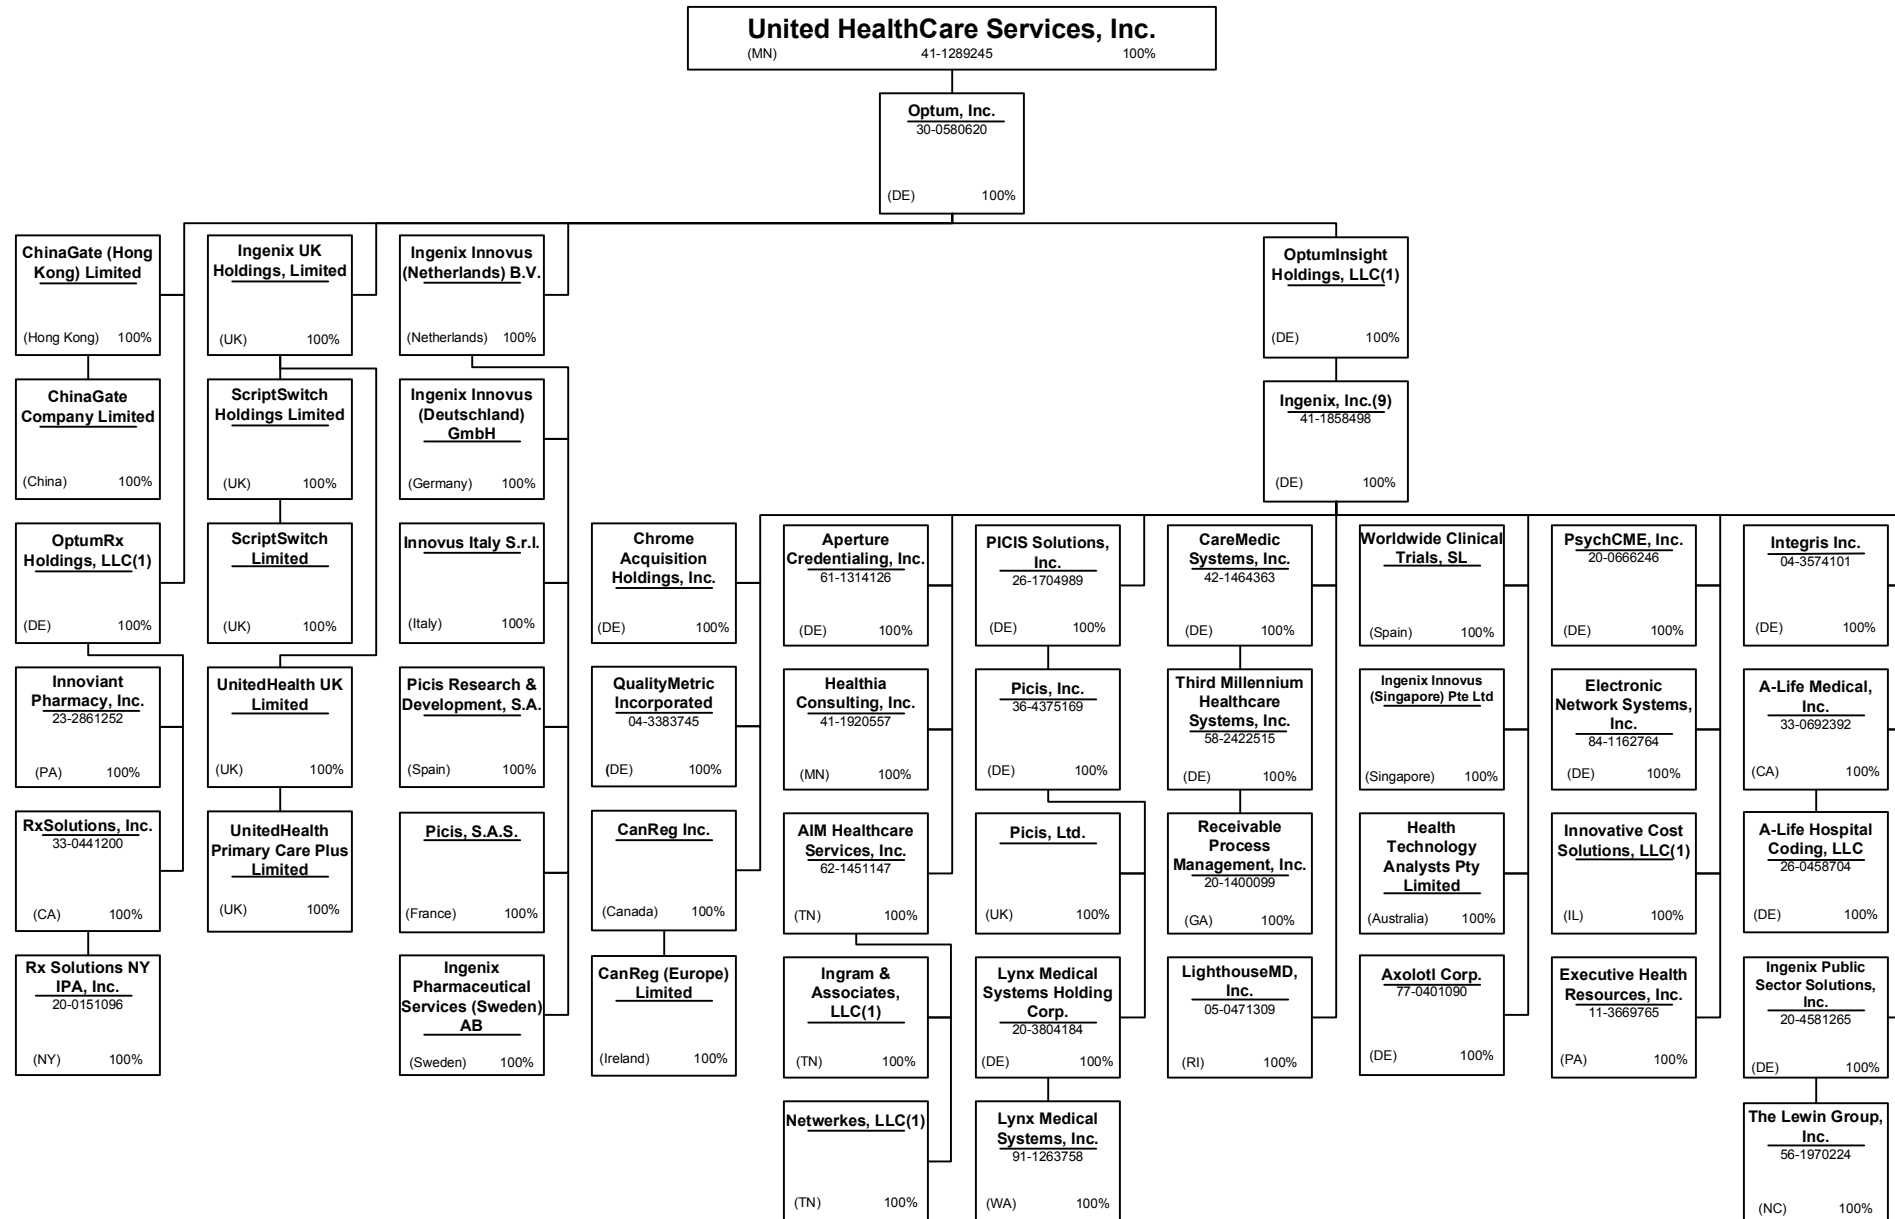 United HealthCare Services, Inc.
(MN) 41-1289245 100%
Optum, Inc.
30-0580620
(DE) 100%
ChinaGate (Hong
Kong) Limited
(Hong Kong) 100%
Ingenix UK
Holdings, Limited
(UK) 100%
Ingenix Innovus
(Netherlands) B.V.
(Netherlands) 100%
OptumInsight
Holdings, LLC(1)
(DE) 100%
ChinaGate
Company Limited
(China) 100%
ScriptSwitch
Holdings Limited
(UK) 100%
Ingenix Innovus
(Deutschland)
GmbH
(Germany) 100%
Ingenix, Inc.(9)
41-1858498
(DE) 100%
OptumRx
Holdings, LLC(1)
(DE) 100%
ScriptSwitch
Limited
(UK) 100%
Innovus Italy S.r.l.
(Italy) 100%
Chrome
Acquisition
Holdings, Inc.
(DE) 100%
Aperture
Credentialing, Inc.
61-1314126
(DE) 100%
PICIS Solutions,
Inc.
26-1704989
(DE) 100%
CareMedic
Systems, Inc.
42-1464363
(DE) 100%
Worldwide Clinical
Trials, SL
(Spain) 100%
PsychCME, Inc.
20-0666246
(DE) 100%
Integris Inc.
04-3574101
(DE) 100%
Innoviant
Pharmacy, Inc.
23-2861252
(PA) 100%
UnitedHealth UK
Limited
(UK) 100%
Picis Research &
Development, S.A.
(Spain) 100%
QualityMetric
Incorporated
04-3383745
(DE) 100%
Healthia
Consulting, Inc.
41-1920557
(MN) 100%
Picis, Inc.
36-4375169
(DE) 100%
Third Millennium
Healthcare
Systems, Inc.
58-2422515
(DE) 100%
Ingenix Innovus
(Singapore) Pte Ltd
(Singapore) 100%
Electronic
Network Systems,
Inc.
84-1162764
(DE) 100%
A-Life Medical,
Inc.
33-0692392
(CA) 100%
RxSolutions, Inc.
33-0441200
(CA) 100%
UnitedHealth
Primary Care Plus
Limited
(UK) 100%
Picis, S.A.S.
(France) 100%
CanReg Inc.
(Canada) 100%
AIM Healthcare
Services, Inc.
62-1451147
(TN) 100%
Picis, Ltd.
(UK) 100%
Receivable
Process
Management, Inc.
20-1400099
(GA) 100%
Health
Technology
Analysts Pty
Limited
(Australia) 100%
Innovative Cost
Solutions, LLC(1)
(IL) 100%
A-Life Hospital
Coding, LLC
26-0458704
(DE) 100%
Rx Solutions NY
IPA, Inc.
20-0151096
(NY) 100%
Ingenix
Pharmaceutical
Services (Sweden)
AB
(Sweden) 100%
CanReg (Europe)
Limited
(Ireland) 100%
Ingram &
Associates,
LLC(1)
(TN) 100%
Lynx Medical
Systems Holding
Corp.
20-3804184
(DE) 100%
LighthouseMD,
Inc.
05-0471309
(RI) 100%
Axolotl Corp.
77-0401090
(DE) 100%
Executive Health
Resources, Inc.
11-3669765
(PA) 100%
Ingenix Public
Sector Solutions,
Inc.
20-4581265
(DE) 100%
Netwerkes, LLC(1)
(TN) 100%
Lynx Medical
Systems, Inc.
91-1263758
(WA) 100%
The Lewin Group,
Inc.
56-1970224
(NC) 100%